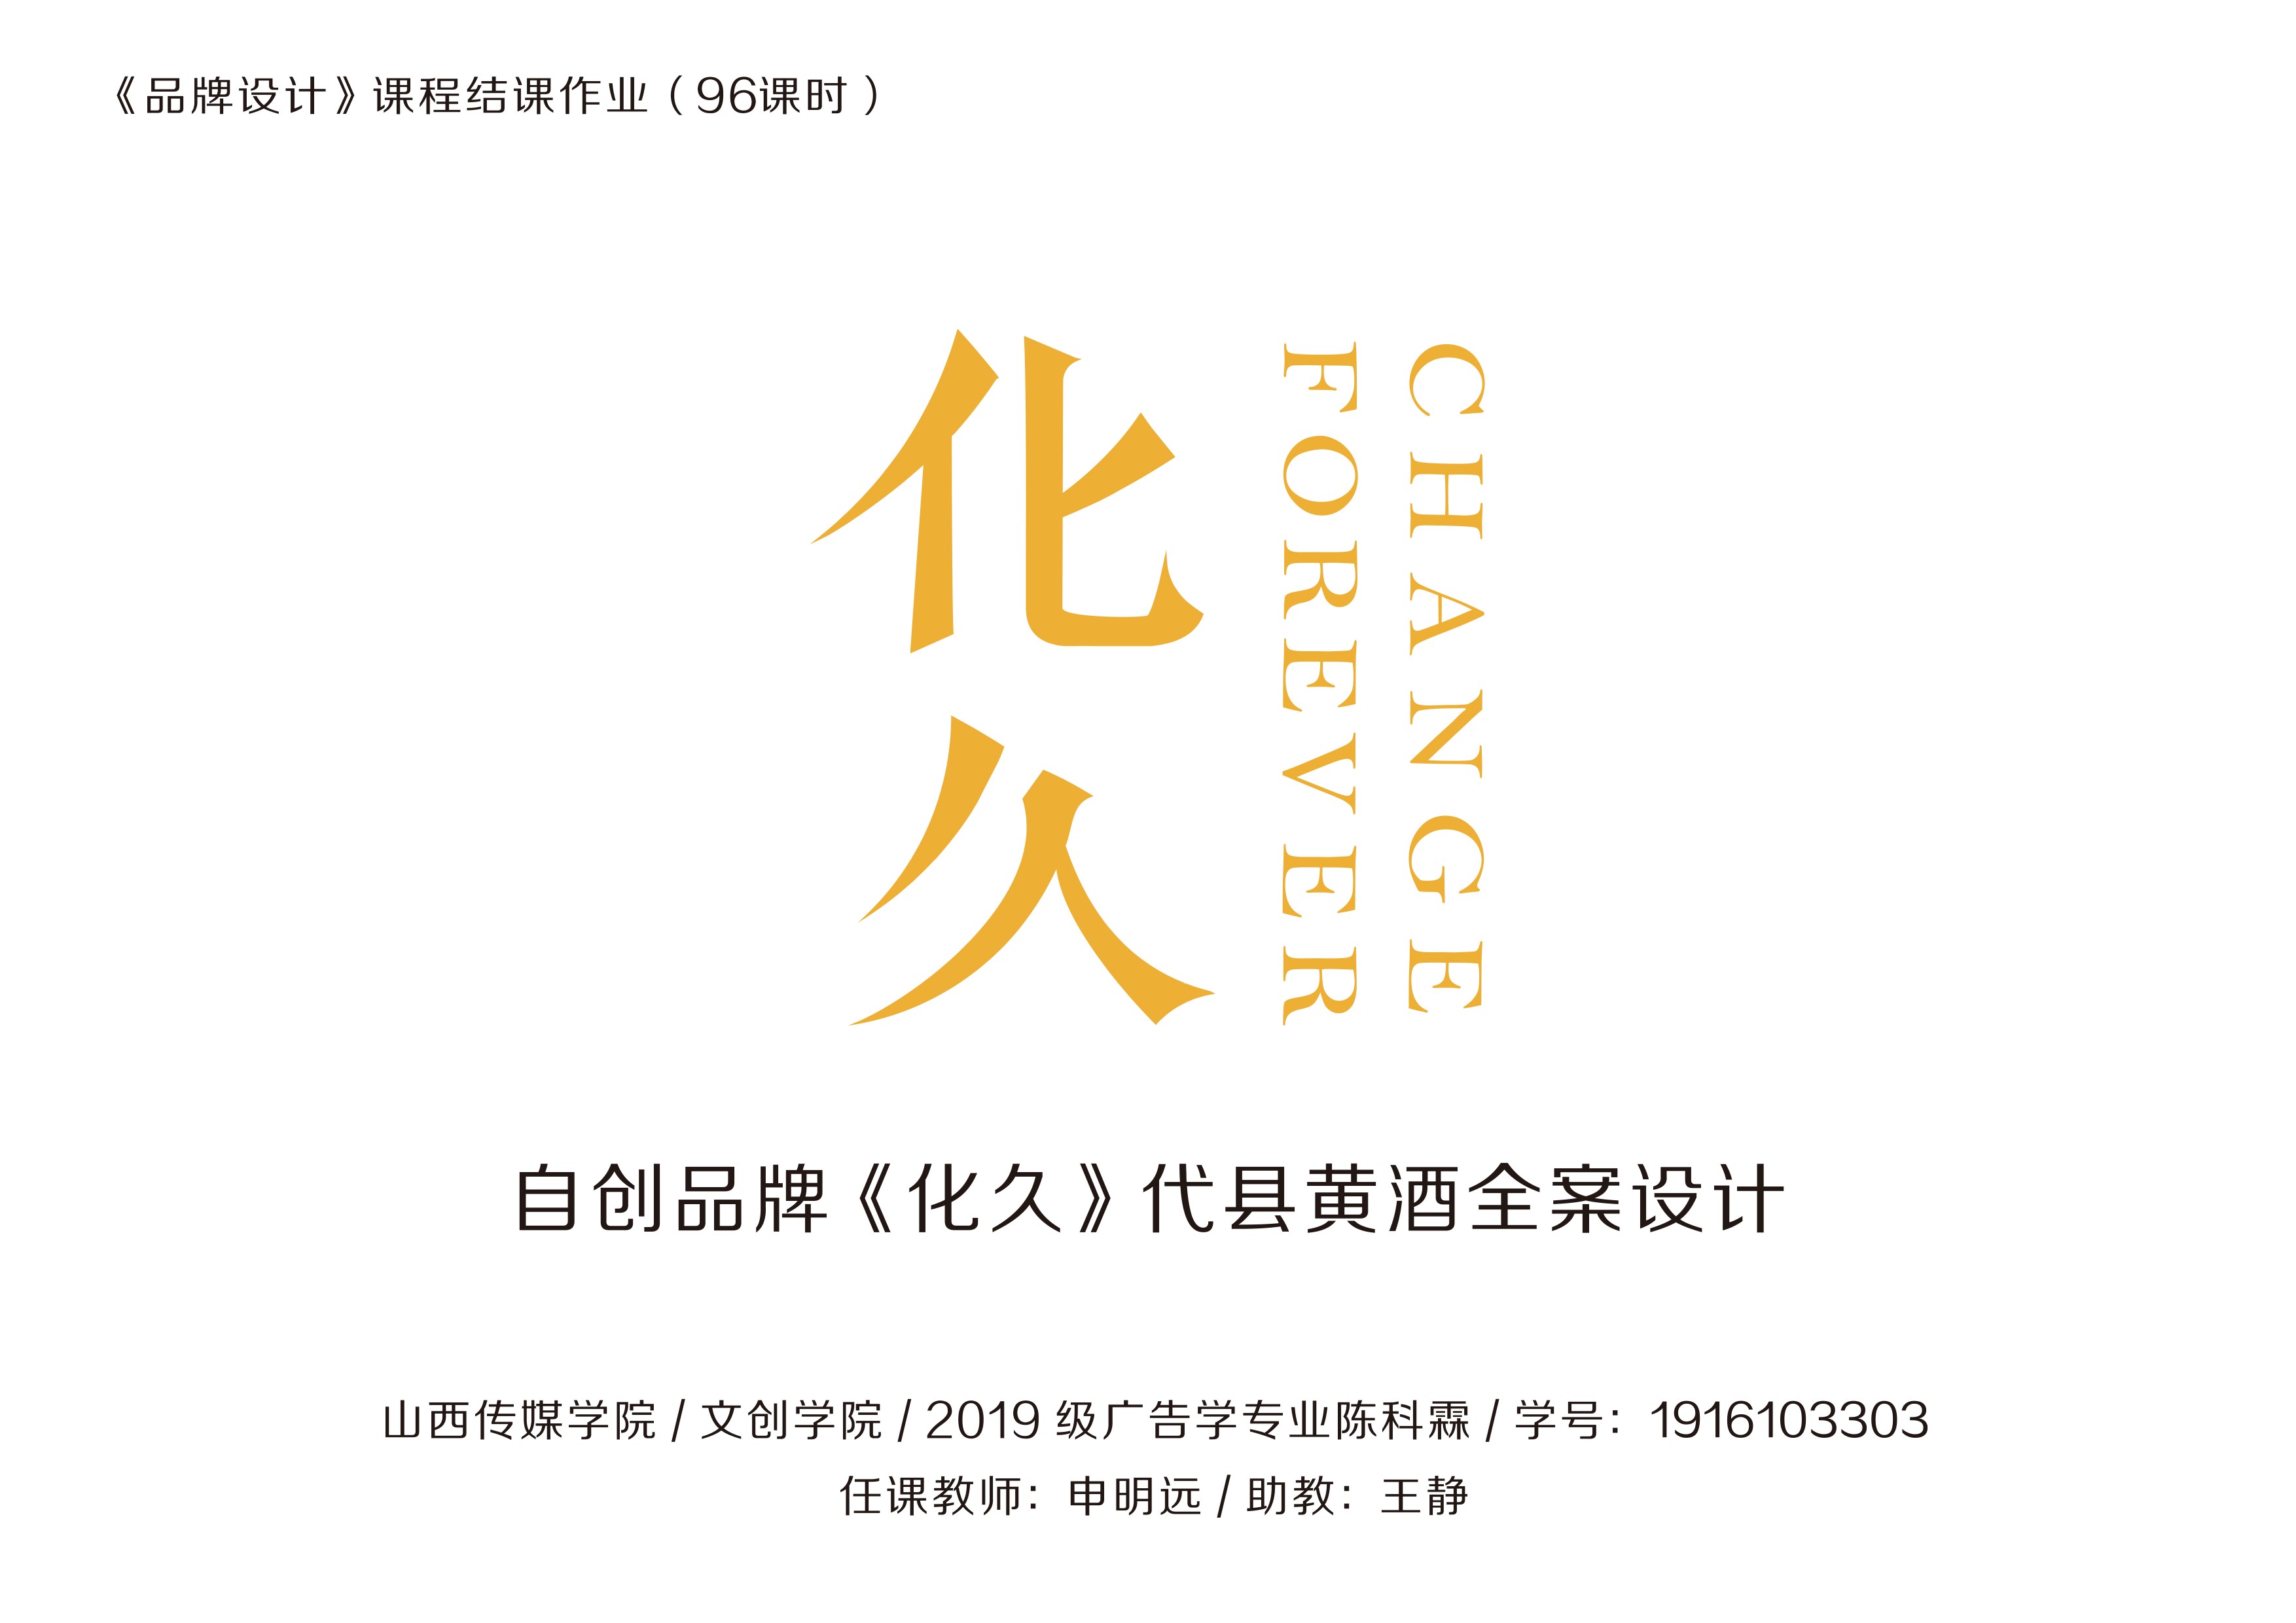 《品牌设计》课程结课作业（96课时）
化久
CHANGE
FOREVER
自创品牌《化久》代县黄酒全案设计
山西传媒学院 / 文创学院 / 2019 级广告学专业陈科霖 / 学号：1916103303
任课教师：申明远 / 助教：王静